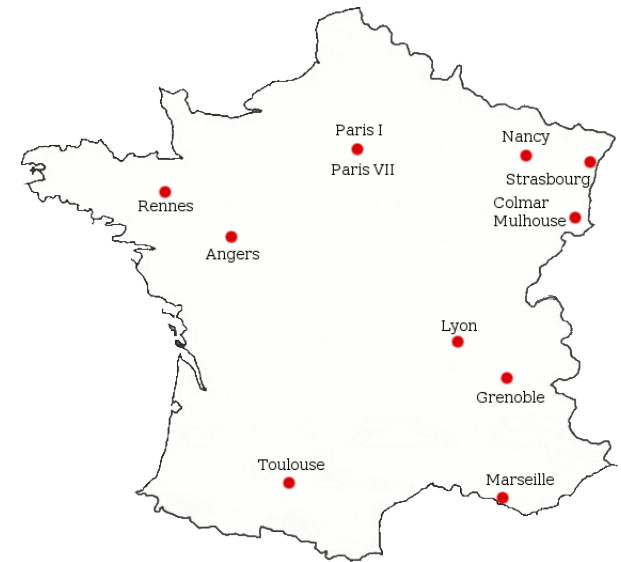 Paris I
Paris VII
Nancy
Strasbourg
Colmar
Mulhouse
Rennes
Angers
Lyon
Grenoble
Toulouse
Marseille